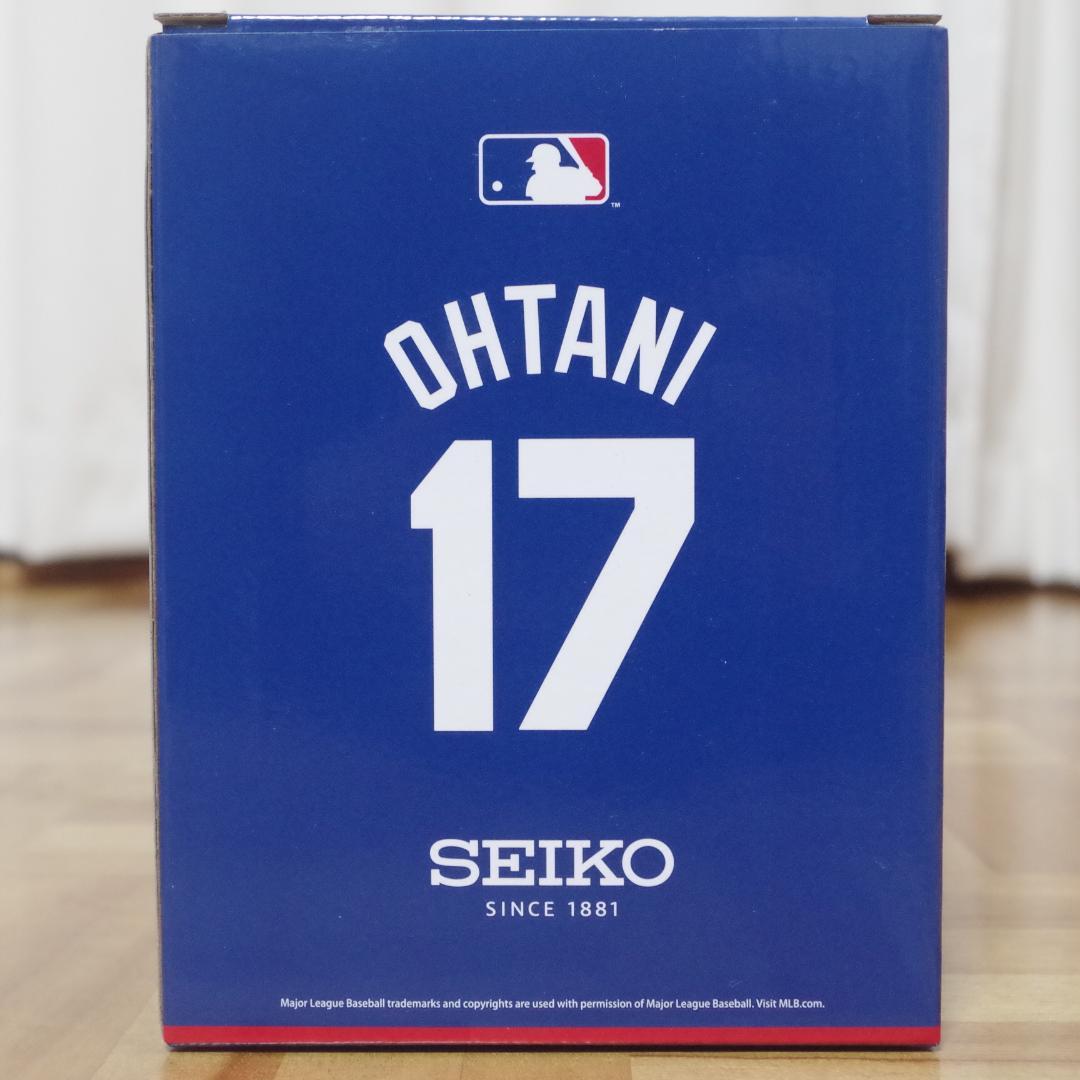 TM
OHTANI
17
SEIKO
SINCE 1881
Major League Baseball trademarks and copyrights are used with permission of Major League Baseball. Visit MLB.com.